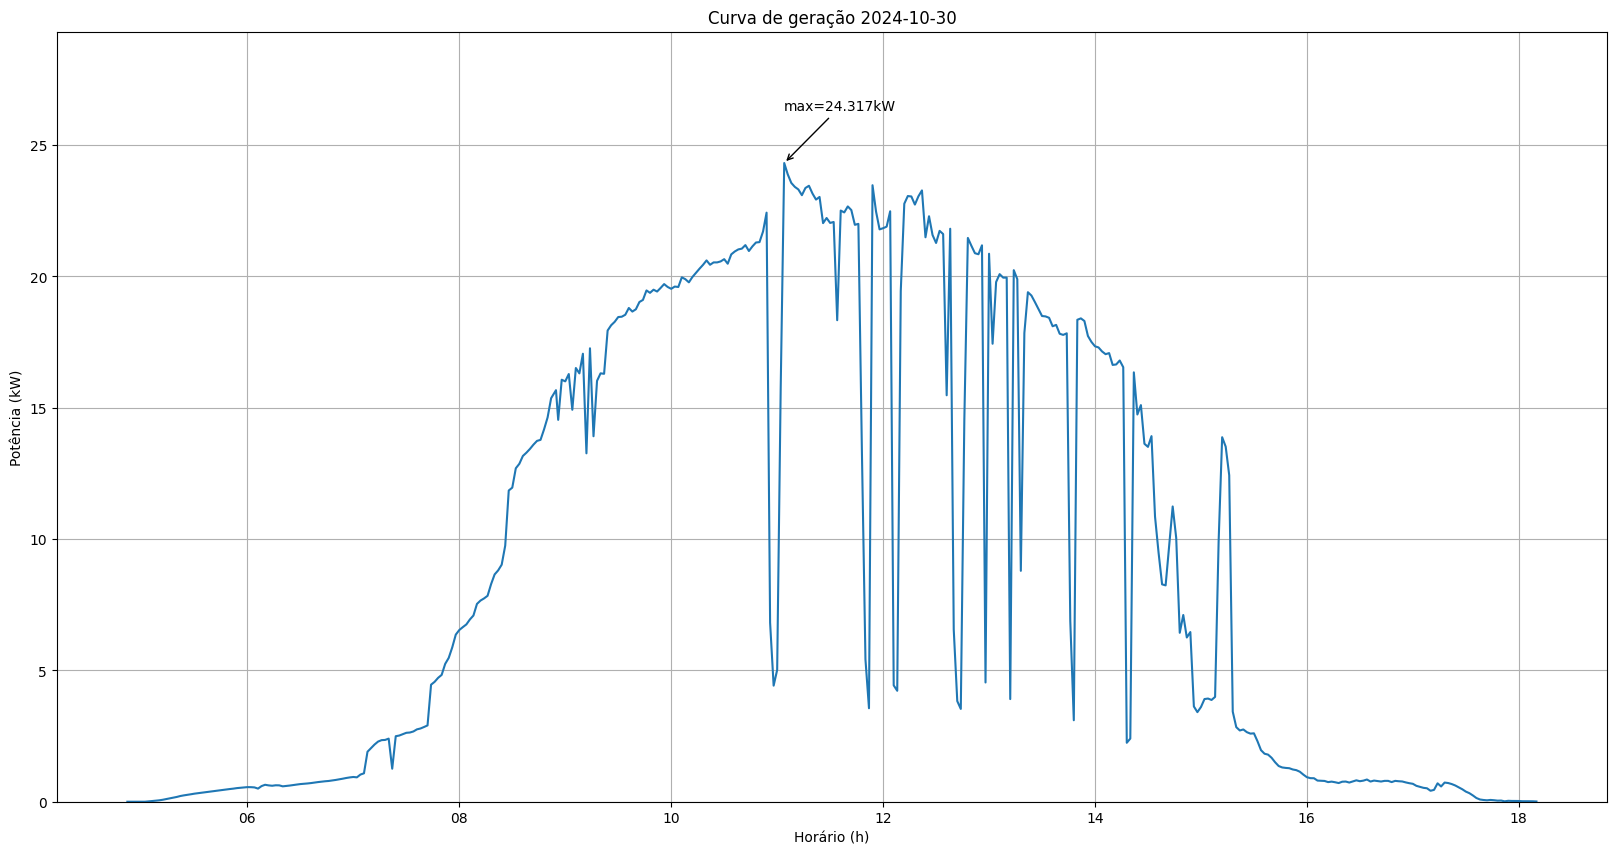 Curva de geração 2024-10-30
max=24.317kW
25
20
15
10
5
0
Potência (kW)
06 08 10 12 14 16 18
Horário (h)